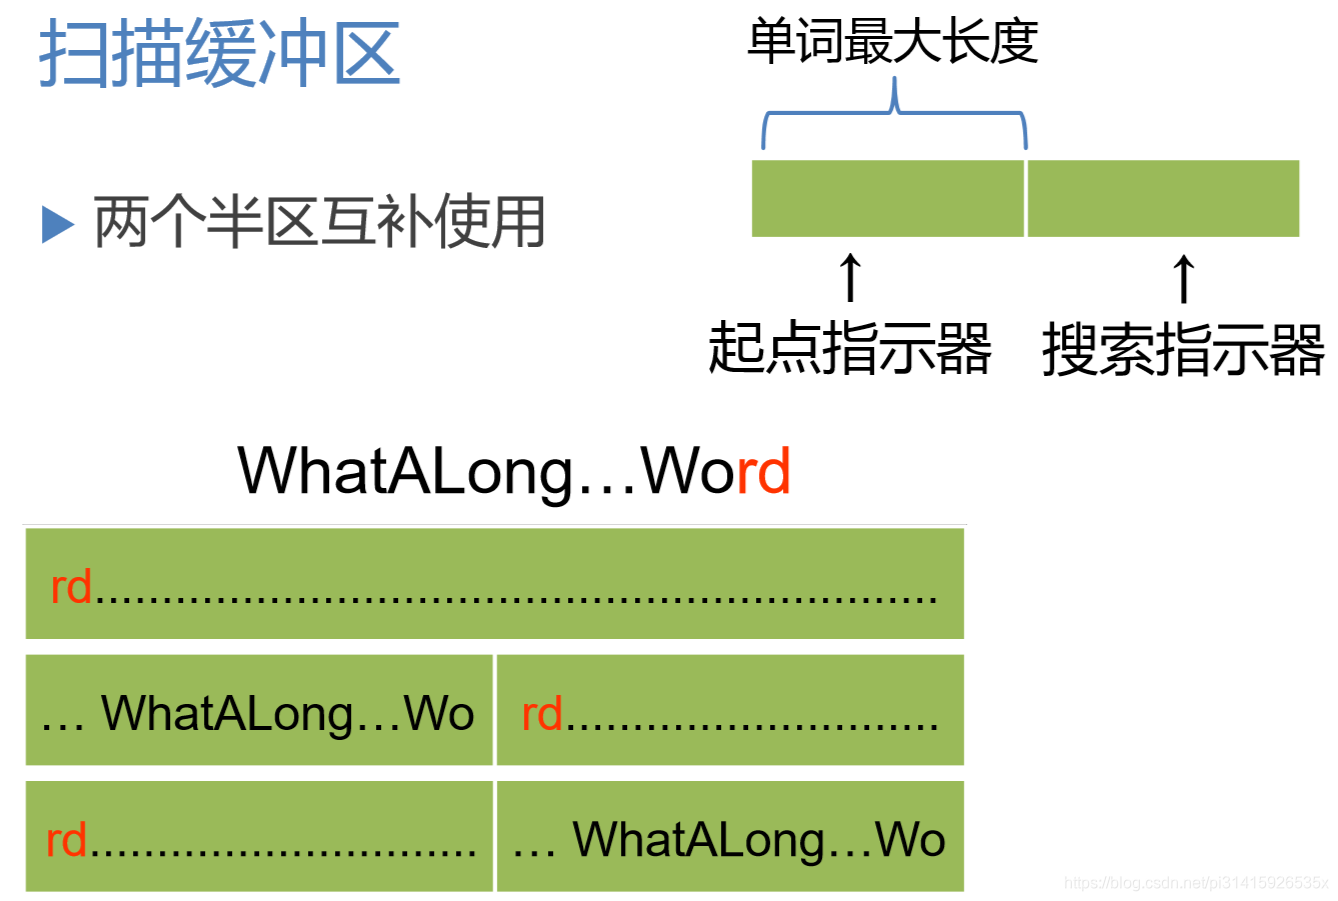 扫描缓冲区
单词最大长度
两个半区互补使用
起点指示器 搜索指示器
WhatALong…Word
rd................................................................
… WhatALong…Wo rd............................
rd............................. … WhatALong…Wo
https://blog.csdn.net/pi31415926535x